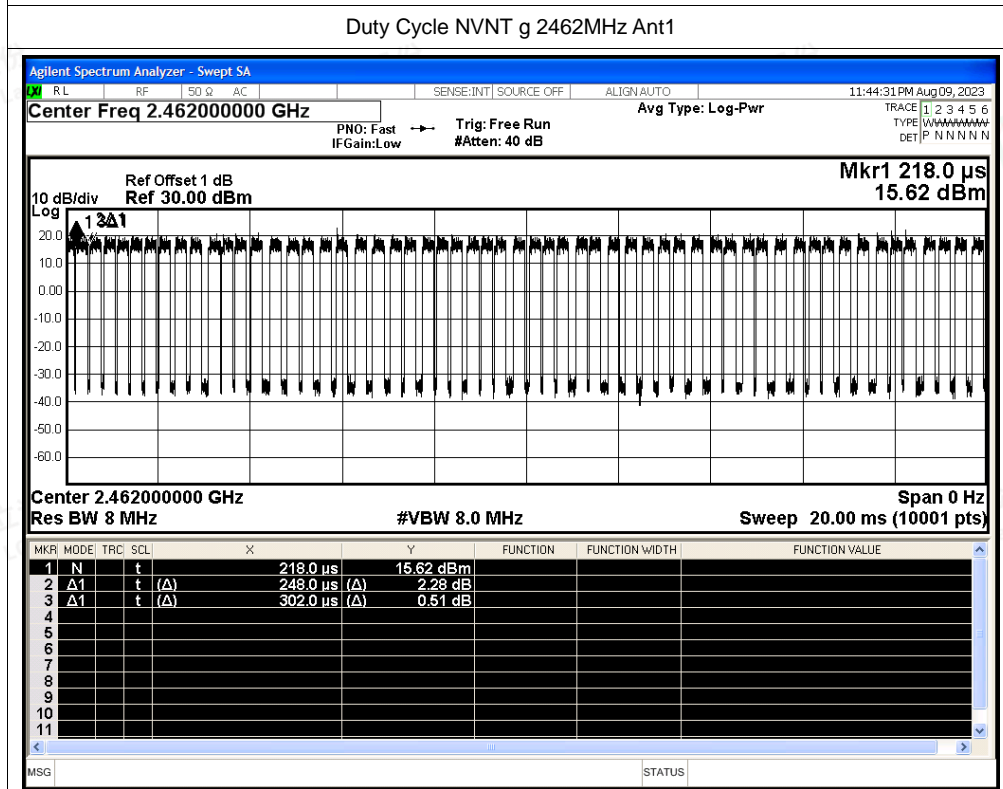 Duty Cycle NVNT g 2462MHz Ant1
Agilent Spectrum Analyzer - Swept SA
LXI RL RF 50 Ω AC SENSE:INT SOURCE OFF ALIGN AUTO 11:44:31 PM Aug 09, 2023
Center Freq 2.462000000 GHz Avg Type: Log-Pwr TRACE 1 2 3 4 5 6
PNO: Fast Trig: Free Run TYPE
IFGain:Low #Atten: 40 dB DET P N N N N N
Mkr1 218.0 µs
Ref Offset 1 dB
10 dB/div Ref 30.00 dBm 15.62 dBm
Log
20.0
10.0
0.00
-10.0
-20.0
-30.0
-40.0
-50.0
-60.0
Center 2.462000000 GHz Span 0 Hz
Res BW 8 MHz #VBW 8.0 MHz Sweep 20.00 ms (10001 pts)
MKR MODE TRC SCL X Y FUNCTION FUNCTION WIDTH FUNCTION VALUE
1 N t 218.0 µs 15.62 dBm
2 Δ1 t (Δ) 248.0 µs (Δ) 2.28 dB
3 Δ1 t (Δ) 302.0 µs (Δ) 0.51 dB
4
5
6
7
8
9
10
11
MSG STATUS